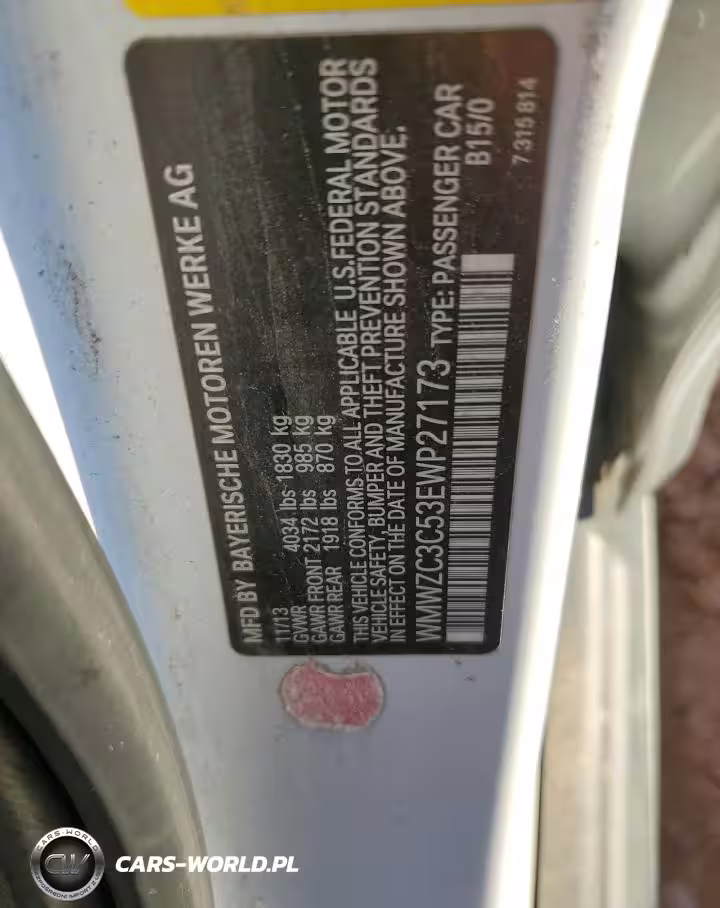 MFD BY BAYERISCHE MOTOREN WERKE AG
11/13
GVWR 4034 lbs 1830 kg
GAWR FRONT 2172 lbs 985 kg
GAWR REAR 1918 lbs 870 kg
THIS VEHICLE CONFORMS TO ALL APPLICABLE U.S. FEDERAL MOTOR
VEHICLE SAFETY, BUMPER AND THEFT PREVENTION STANDARDS
IN EFFECT ON THE DATE OF MANUFACTURE SHOWN ABOVE.
WMWZC3C53EWP27173 TYPE: PASSENGER CAR
B15/0
7 315 814
CARS-WORLD
CW
CARS-WORLD.PL